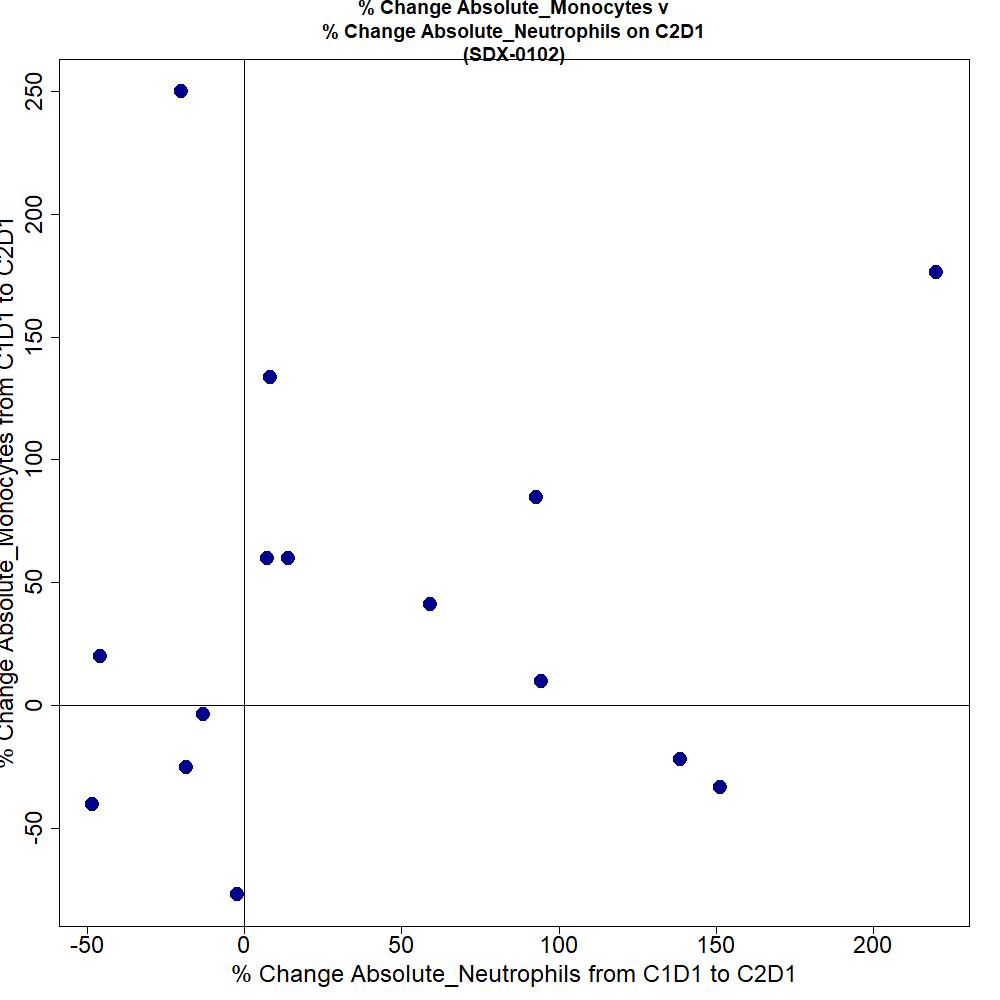 % Change Absolute_Monocytes v
% Change Absolute_Neutrophils on C2D1
(SDX-0102)
% Change Absolute_Monocytes from C1D1 to C2D1
250
200
150
100
50
0
-50
-50
0
50
100
150
200
% Change Absolute_Neutrophils from C1D1 to C2D1